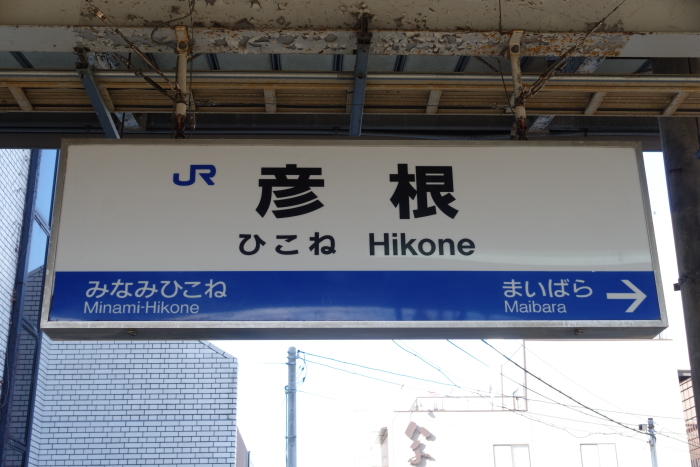 JR 彦根
ひこね Hikone
みなみひこね まいばら →
Minami-Hikone Maibara